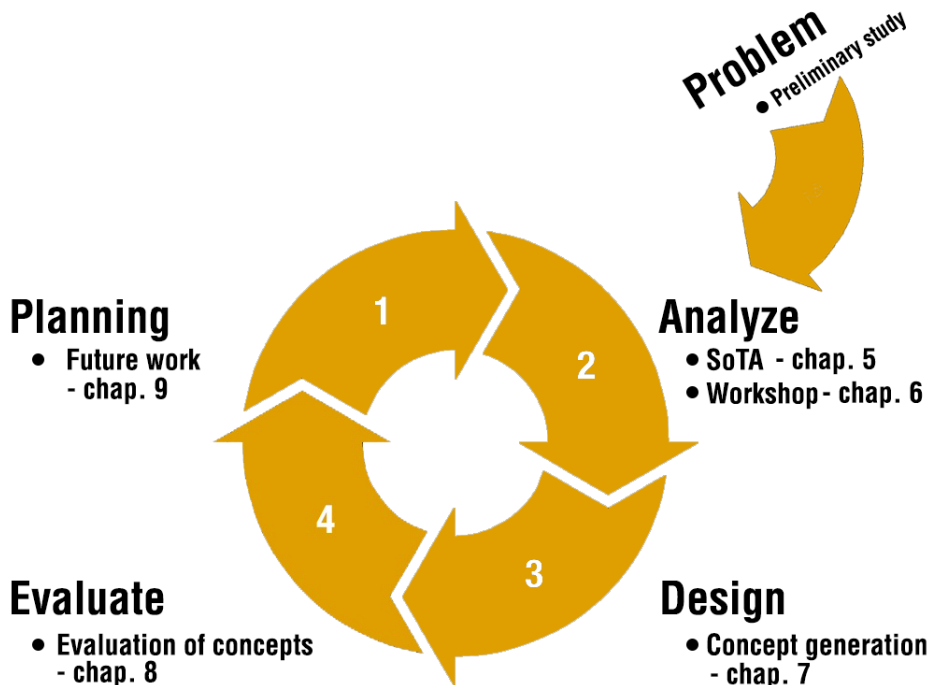 Problem
• Preliminary study
1
2
Planning
• Future work
- chap. 9
Analyze
• SoTA - chap. 5
• Workshop - chap. 6
4
3
Evaluate
• Evaluation of concepts
- chap. 8
Design
• Concept generation
- chap. 7